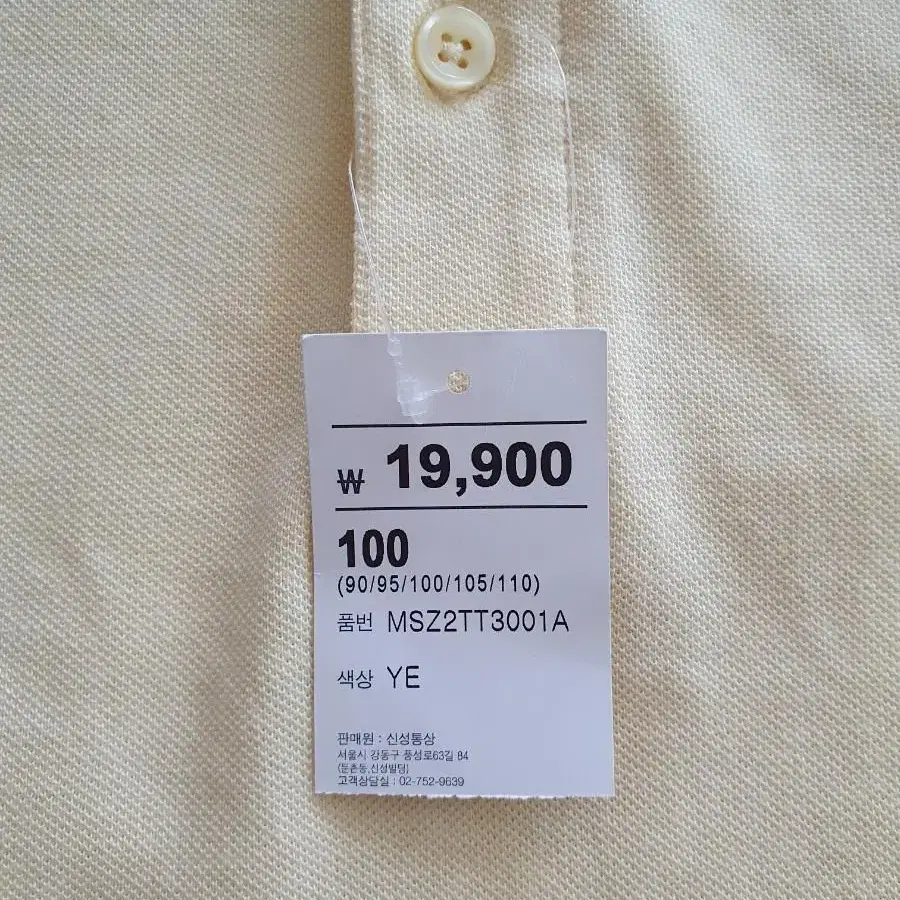 ₩ 19,900
100
(90/95/100/105/110)
품번 MSZ2TT3001A
색상 YE
판매원 : 신성통상
서울시 강동구 풍성로63길 84
(둔촌동,신성빌딩)
고객상담실 : 02-752-9639